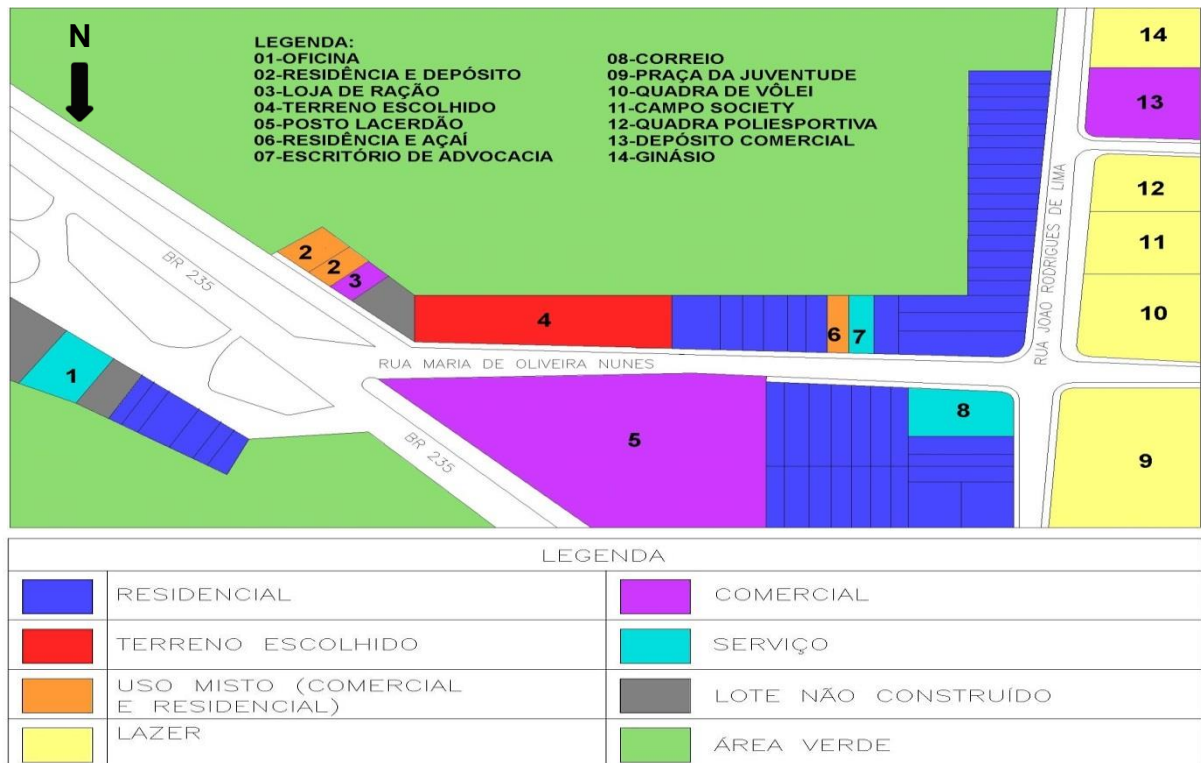 N
LEGENDA:
01-OFICINA
02-RESIDÊNCIA E DEPÓSITO
03-LOJA DE RAÇÃO
04-TERRENO ESCOLHIDO
05-POSTO LACERDÃO
06-RESIDÊNCIA E AÇAÍ
07-ESCRITÓRIO DE ADVOCACIA
08-CORREIO
09-PRAÇA DA JUVENTUDE
10-QUADRA DE VÔLEI
11-CAMPO SOCIETY
12-QUADRA POLIESPORTIVA
13-DEPÓSITO COMERCIAL
14-GINÁSIO
14
13
12
11
10
RUA JOAO RODRIGUES DE LIMA
BR 235
2
2
3
4
6
7
RUA MARIA DE OLIVEIRA NUNES
1
5
8
9
BR 235
LEGENDA
RESIDENCIAL
COMERCIAL
TERRENO ESCOLHIDO
SERVIÇO
USO MISTO (COMERCIAL
E RESIDENCIAL)
LOTE NÃO CONSTRUÍDO
LAZER
ÁREA VERDE